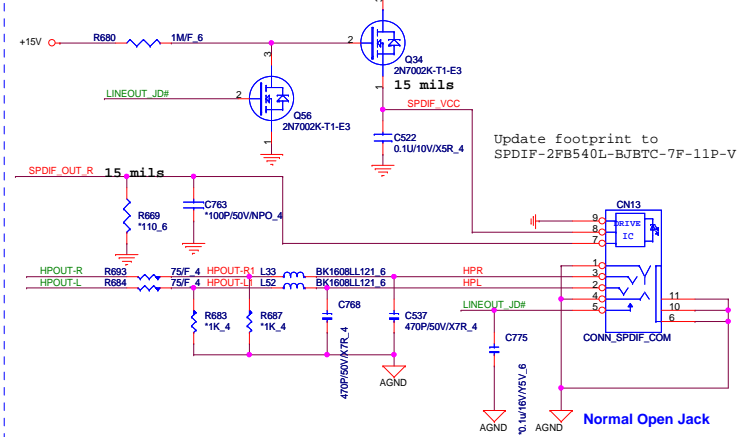 +15V
R680
1M/F_6
2
3
Q34
2N7002K-T1-E3
15 mils
1
SPDIF_VCC
LINEOUT_JD#
2
3
Q56
2N7002K-T1-E3
1
C522
0.1U/10V/X5R_4
Update footprint to
SPDIF-2FB540L-BJBTC-7F-11P-V
SPDIF_OUT_R
15 mils
R669
*110_6
C763
*100P/50V/NPO_4
CN13
9
8
7
DRIVE
IC
HPOUT-R
R693
75/F_4
HPOUT-R1
L33
BK1608LL121_6
HPR
HPOUT-L
R684
75/F_4
HPOUT-L1
L52
BK1608LL121_6
HPL
1
3
2
4
5
11
10
6
LINEOUT_JD#
CONN_SPDIF_COM
R683
*1K_4
R687
*1K_4
C768
470P/50V/X7R_4
C537
470P/50V/X7R_4
C775
*0.1u/16V/Y5V_6
AGND
AGND
AGND
Normal Open Jack